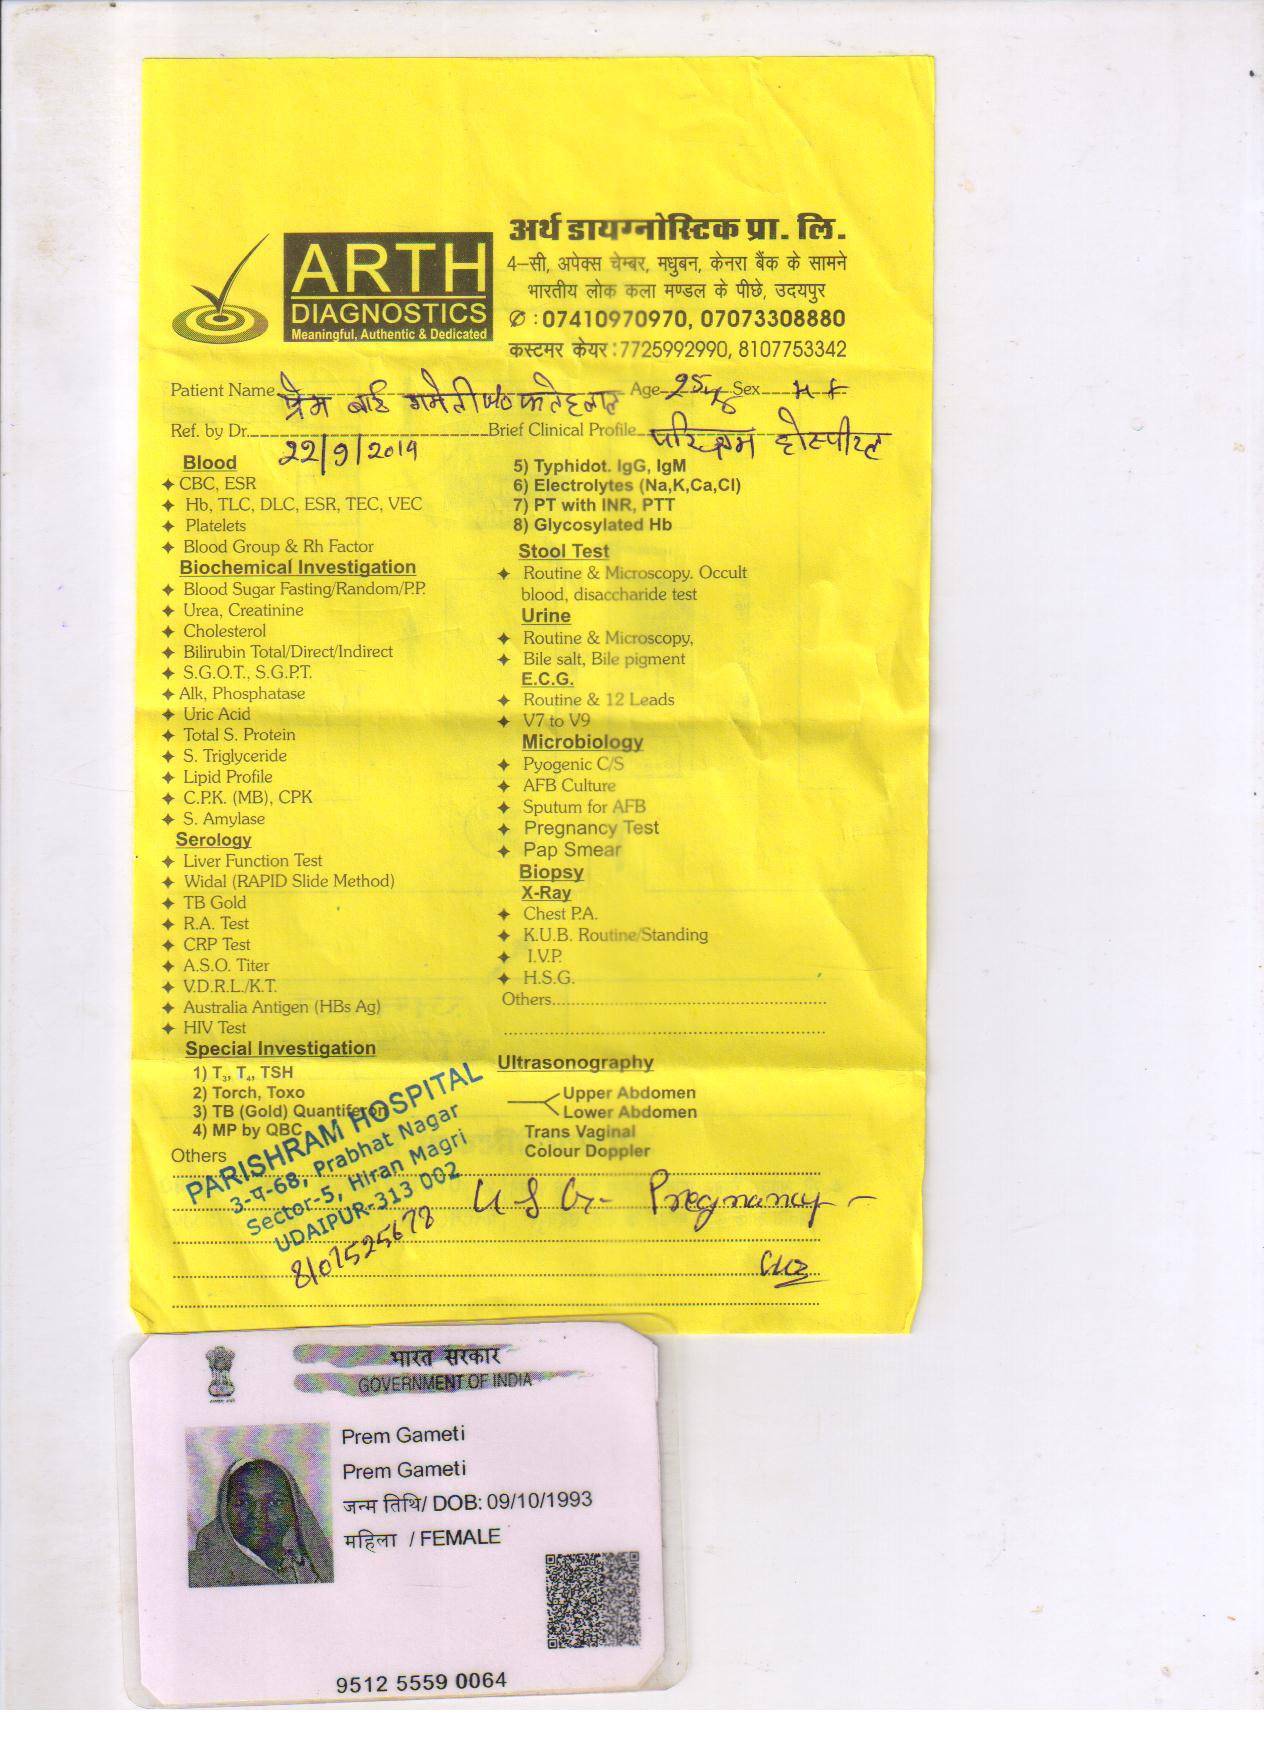 अर्थ डायग्नोस्टिक प्रा. लि.
ARTH
DIAGNOSTICS
Meaningful, Authentic & Dedicated
4-सी, अपेक्स चेम्बर, मधुबन, केनरा बैंक के सामने
भारतीय लोक कला मण्डल के पीछे, उदयपुर
✆ : 07410970970, 07073308880
कस्टमर केयर :7725992990, 8107753342
Patient Name प्रेम बाई गमेती Age 25 Sex F
Ref. by Dr. Brief Clinical Profile होस्पीटल
22/9/2019
Blood
CBC, ESR
Hb, TLC, DLC, ESR, TEC, VEC
Platelets
Blood Group & Rh Factor
Biochemical Investigation
Blood Sugar Fasting/Random/P.P.
Urea, Creatinine
Cholesterol
Bilirubin Total/Direct/Indirect
S.G.O.T., S.G.P.T.
Alk, Phosphatase
Uric Acid
Total S. Protein
S. Triglyceride
Lipid Profile
C.P.K. (MB), CPK
S. Amylase
Serology
Liver Function Test
Widal (RAPID Slide Method)
TB Gold
R.A. Test
CRP Test
A.S.O. Titer
V.D.R.L./K.T.
Australia Antigen (HBs Ag)
HIV Test
Special Investigation
1) T₃, T₄, TSH
2) Torch, Toxo
3) TB (Gold) Quantiferon
4) MP by QBC
Others
5) Typhidot. IgG, IgM
6) Electrolytes (Na,K,Ca,Cl)
7) PT with INR, PTT
8) Glycosylated Hb
Stool Test
Routine & Microscopy. Occult
blood, disaccharide test
Urine
Routine & Microscopy,
Bile salt, Bile pigment
E.C.G.
Routine & 12 Leads
V7 to V9
Microbiology
Pyogenic C/S
AFB Culture
Sputum for AFB
Pregnancy Test
Pap Smear
Biopsy
X-Ray
Chest P.A.
K.U.B. Routine/Standing
I.V.P.
H.S.G.
Others
Ultrasonography
Upper Abdomen
Lower Abdomen
Trans Vaginal
Colour Doppler
PARISHRAM HOSPITAL
3-प-68, Prabhat Nagar
Sector-5, Hiran Magri
UDAIPUR-313 002
8107525678
USG- Pregnancy -
भारत सरकार
GOVERNMENT OF INDIA
Prem Gameti
Prem Gameti
जन्म तिथि/ DOB: 09/10/1993
महिला / FEMALE
9512 5559 0064